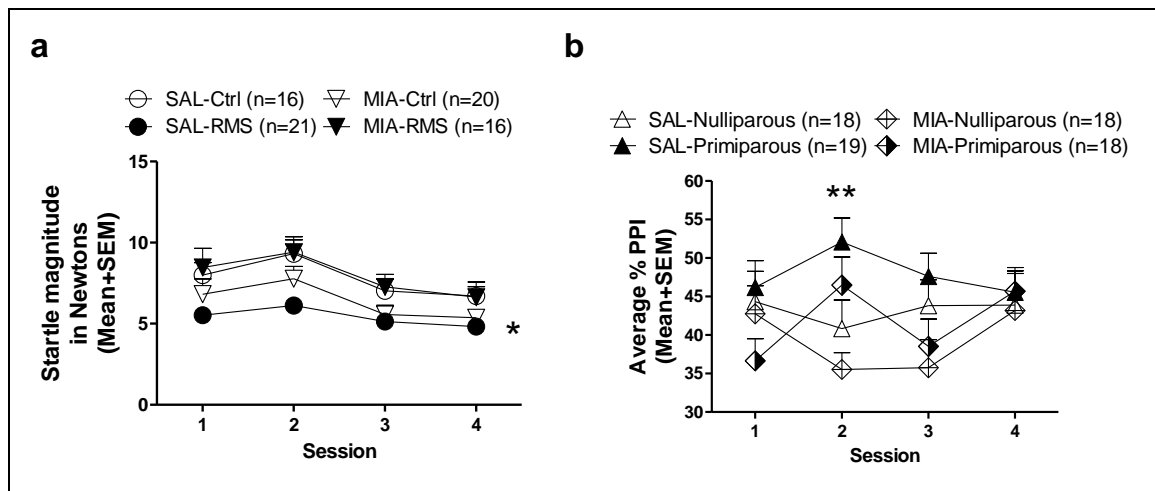 a
SAL-Ctrl (n=16) MIA-Ctrl (n=20)
SAL-RMS (n=21) MIA-RMS (n=16)
Startle magnitude
in Newtons
(Mean+SEM)
15
10
5
0
*
1 2 3 4
Session
b
SAL-Nulliparous (n=18) MIA-Nulliparous (n=18)
SAL-Primiparous (n=19) MIA-Primiparous (n=18)
Average % PPI
(Mean+SEM)
60
55
50
45
40
35
30
**
1 2 3 4
Session